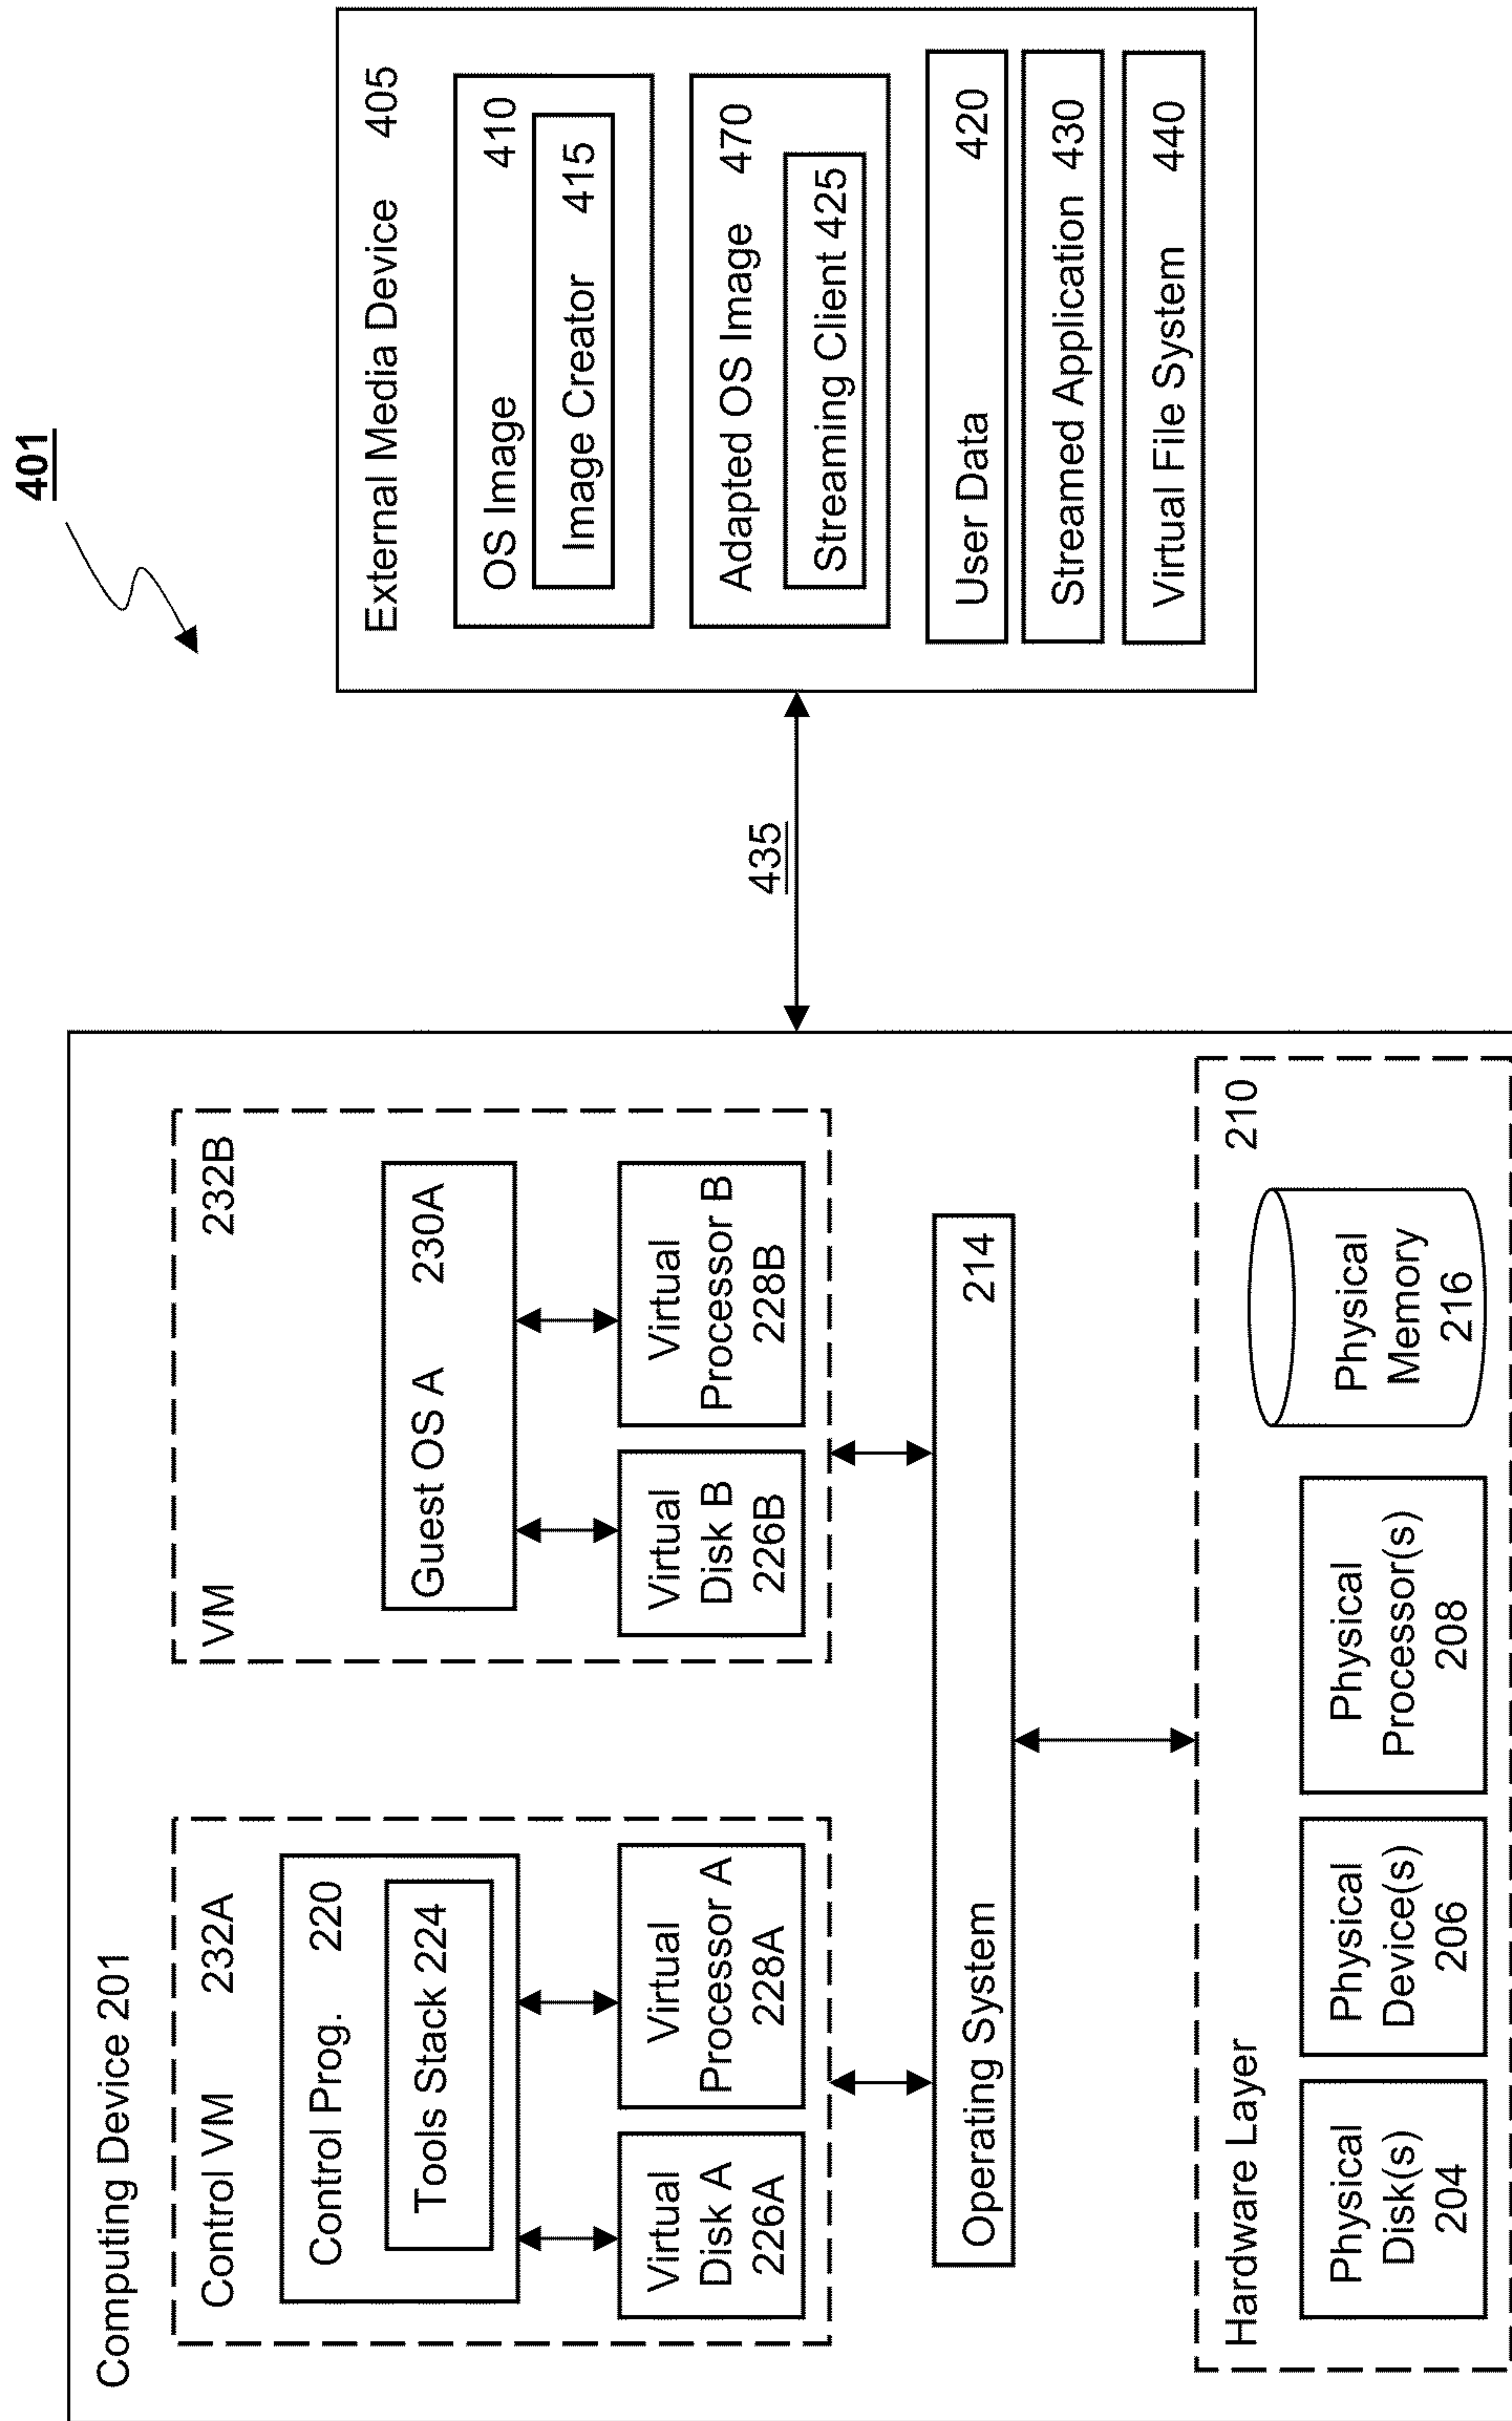 401
Computing Device 201
Control VM 232A
Control Prog. 220
Tools Stack 224
Virtual
Disk A
226A
Virtual
Processor A
228A
VM 232B
Guest OS A 230A
Virtual
Disk B
226B
Virtual
Processor B
228B
Operating System 214
Hardware Layer 210
Physical
Disk(s)
204
Physical
Device(s)
206
Physical
Processor(s)
208
Physical
Memory
216
435
External Media Device 405
OS Image 410
Image Creator 415
Adapted OS Image 470
Streaming Client 425
User Data 420
Streamed Application 430
Virtual File System 440